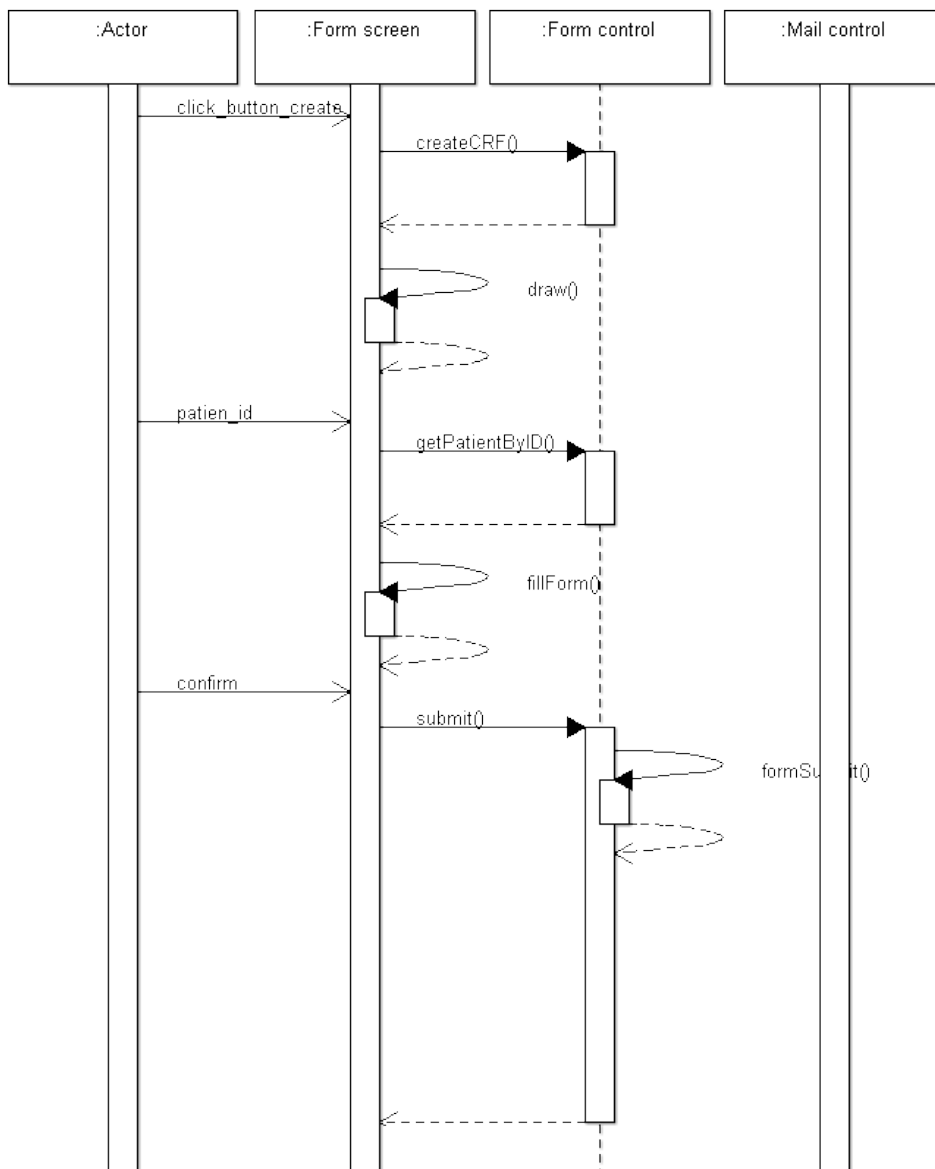 :Actor
:Form screen
:Form control
:Mail control
click_button_create
createCRF()
draw()
patien_id
getPatientByID()
fillForm()
confirm
submit()